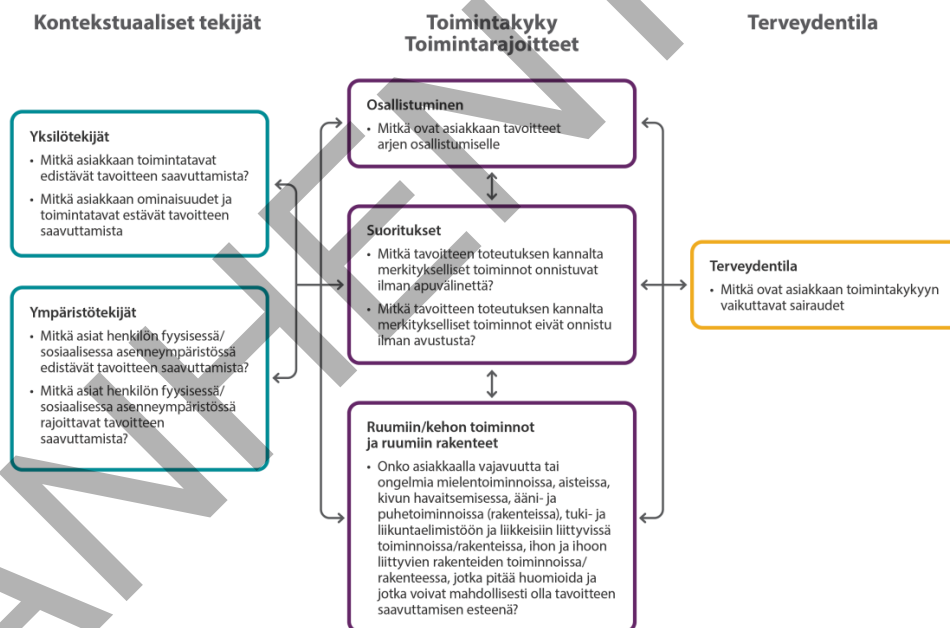 Kontekstuaaliset tekijät
Toimintakyky
Toimintarajoitteet
Terveydentila
Yksilötekijät
• Mitkä asiakkaan toimintatavat
edistävät tavoitteen saavuttamista?
• Mitkä asiakkaan ominaisuudet ja
toimintatavat estävät tavoitteen
saavuttamista
Ympäristötekijät
• Mitkä asiat henkilön fyysisessä/
sosiaalisessa asenneympäristössä
edistävät tavoitteen saavuttamista?
• Mitkä asiat henkilön fyysisessä/
sosiaalisessa asenneympäristössä
rajoittavat tavoitteen
saavuttamista?
Osallistuminen
• Mitkä ovat asiakkaan tavoitteet
arjen osallistumiselle
Suoritukset
• Mitkä tavoitteen toteutuksen kannalta
merkitykselliset toiminnot onnistuvat
ilman apuvälinettä?
• Mitkä tavoitteen toteutuksen kannalta
merkitykselliset toiminnot eivät onnistu
ilman avustusta?
Ruumiin/kehon toiminnot
ja ruumiin rakenteet
• Onko asiakkaalla vajavuutta tai
ongelmia mielentoiminnoissa, aisteissa,
kivun havaitsemisessa, ääni- ja
puhetoiminnoissa (rakenteissa), tuki- ja
liikuntaelimistöön ja liikkeisiin liittyvissä
toiminnoissa/rakenteissa, ihon ja ihoon
liittyvien rakenteiden toiminnoissa/
rakenteessa, jotka pitää huomioida ja
jotka voivat mahdollisesti olla tavoitteen
saavuttamisen esteenä?
Terveydentila
• Mitkä ovat asiakkaan toimintakykyyn
vaikuttavat sairaudet
ANHENT